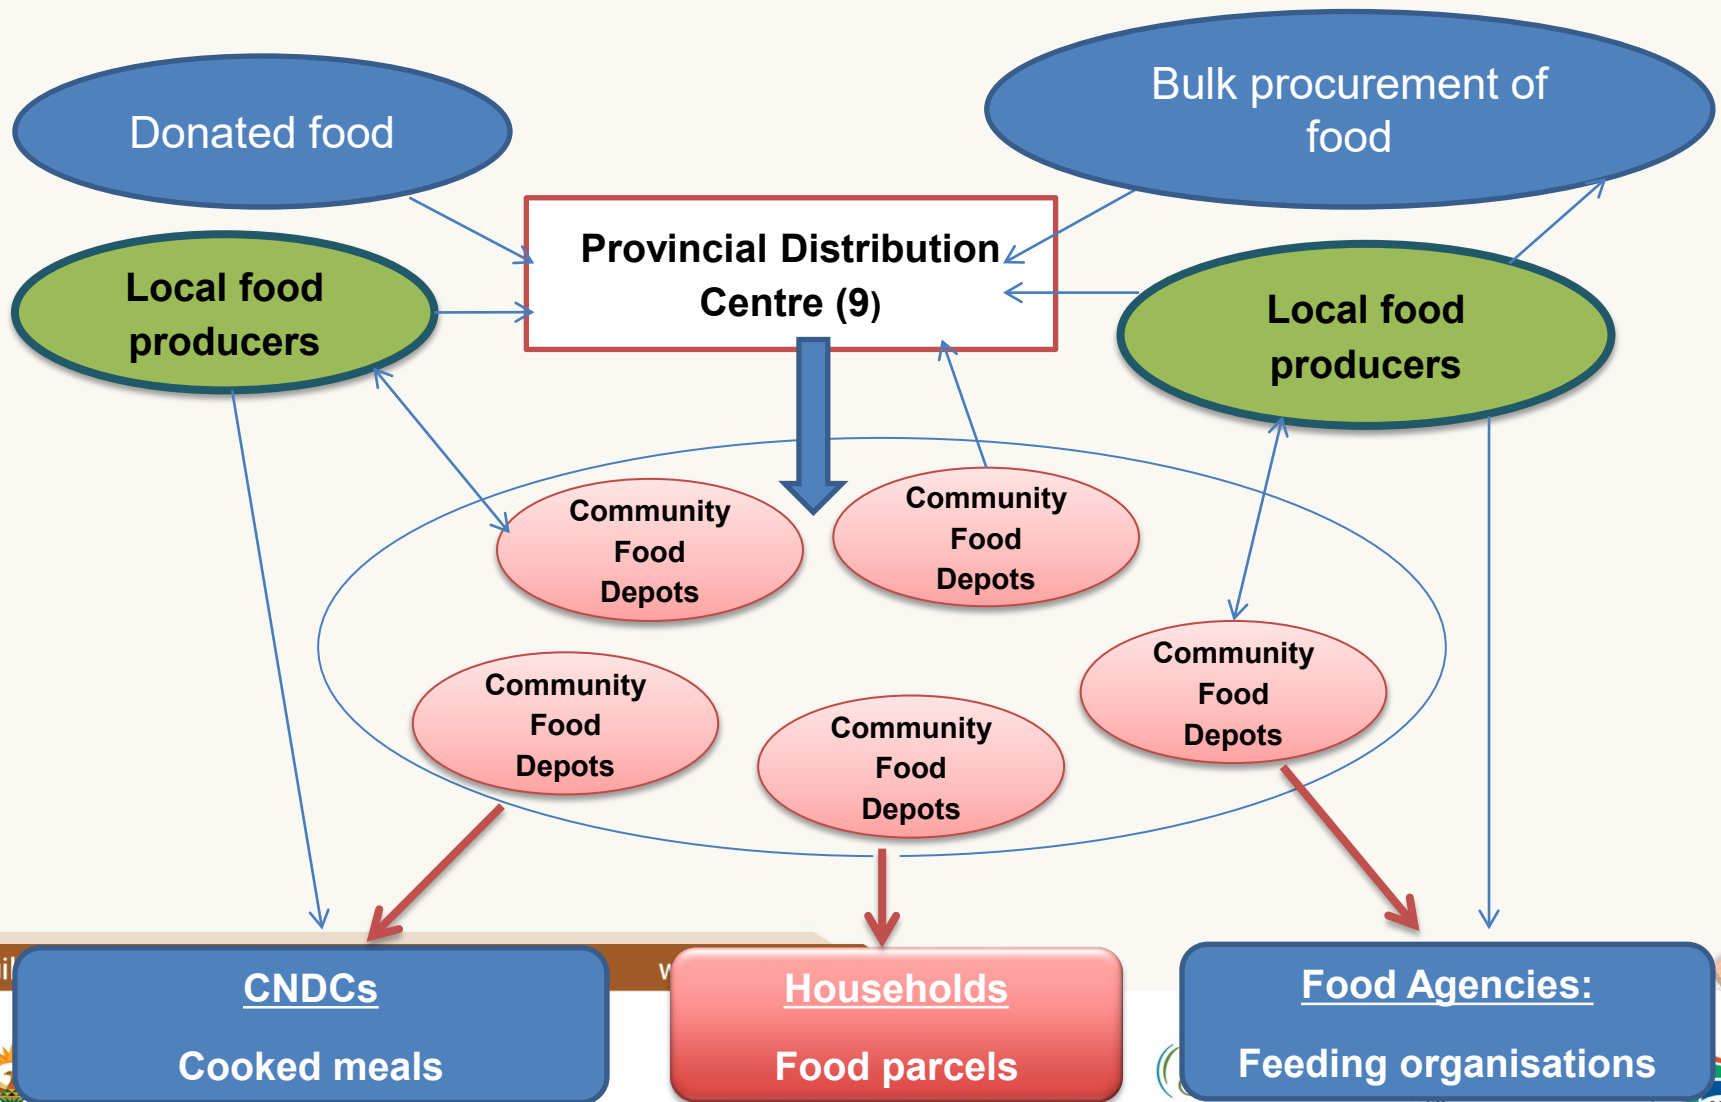 Donated food
Bulk procurement of
food
Provincial Distribution
Centre (9)
Local food
producers
Local food
producers
Community
Food
Depots
Community
Food
Depots
Community
Food
Depots
Community
Food
Depots
Community
Food
Depots
CNDCs
Cooked meals
Households
Food parcels
Food Agencies:
Feeding organisations